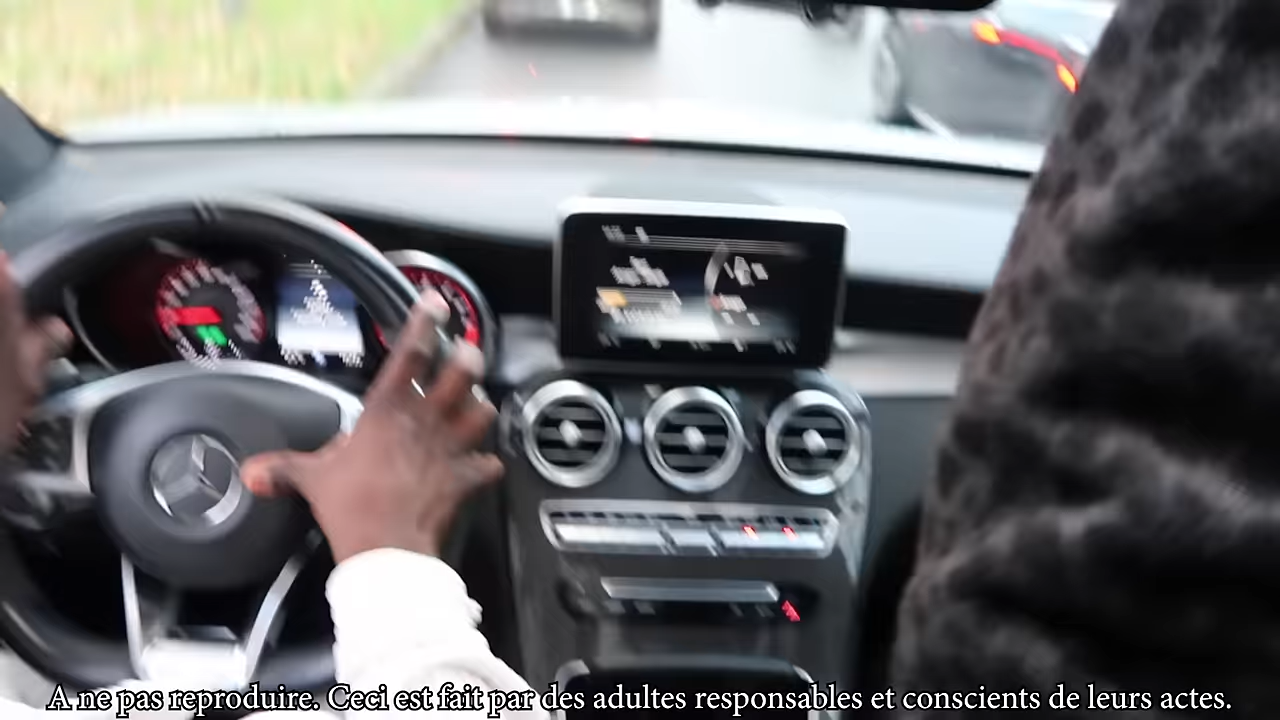 A ne pas reproduire. Ceci est fait par des adultes responsables et conscients de leurs actes.